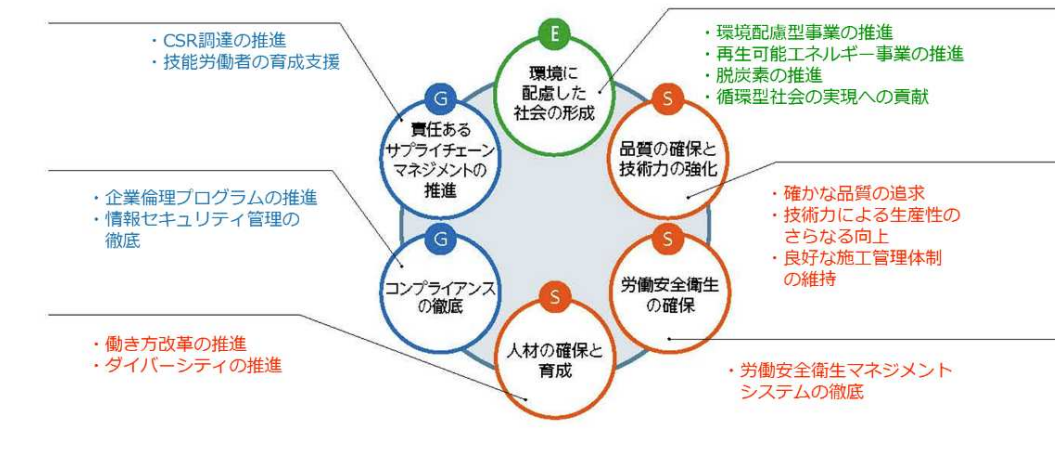 ・CSR調達の推進
・技能労働者の育成支援
E
環境に
配慮した
社会の形成
・環境配慮型事業の推進
・再生可能エネルギー事業の推進
・脱炭素の推進
・循環型社会の実現への貢献
G
責任ある
サプライチェーン
マネジメントの
推進
S
品質の確保と
技術力の強化
・企業倫理プログラムの推進
・情報セキュリティ管理の
徹底
・確かな品質の追求
・技術力による生産性の
さらなる向上
・良好な施工管理体制
の維持
G
コンプライアンス
の徹底
S
労働安全衛生
の確保
S
人材の確保と
育成
・働き方改革の推進
・ダイバーシティの推進
・労働安全衛生マネジメント
システムの徹底